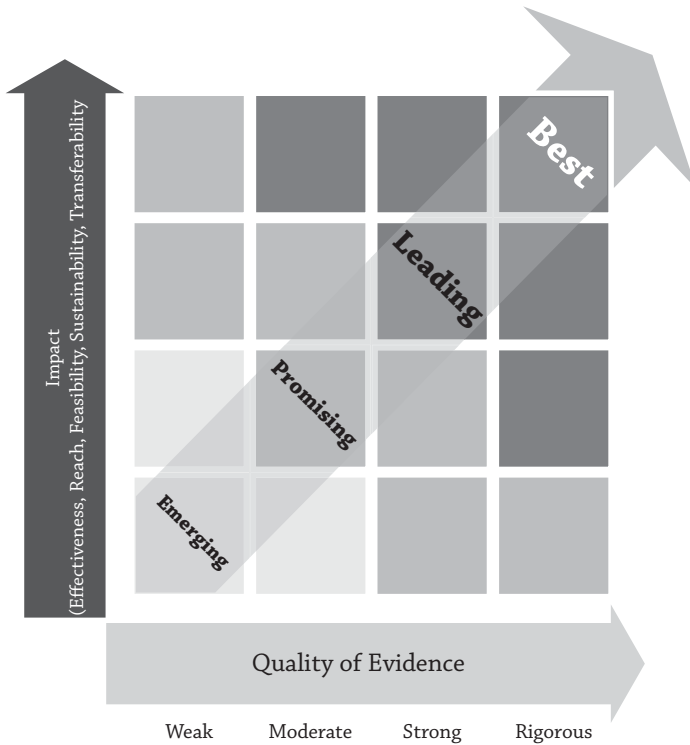 Impact
(Effectiveness, Reach, Feasibility, Sustainability, Transferability
Best
Leading
Promising
Emerging
Quality of Evidence
Weak Moderate Strong Rigorous